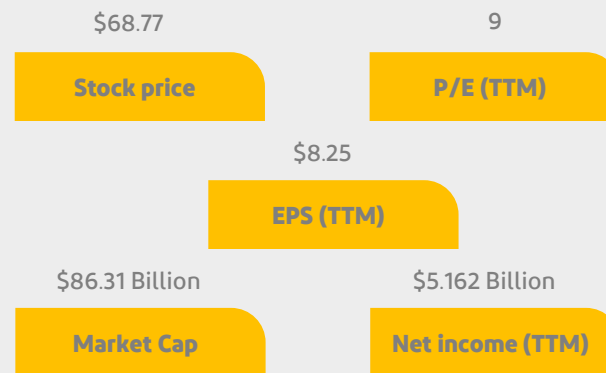 $68.77
9
Stock price
P/E (TTM)
$8.25
EPS (TTM)
$86.31 Billion
$5.162 Billion
Market Cap
Net income (TTM)